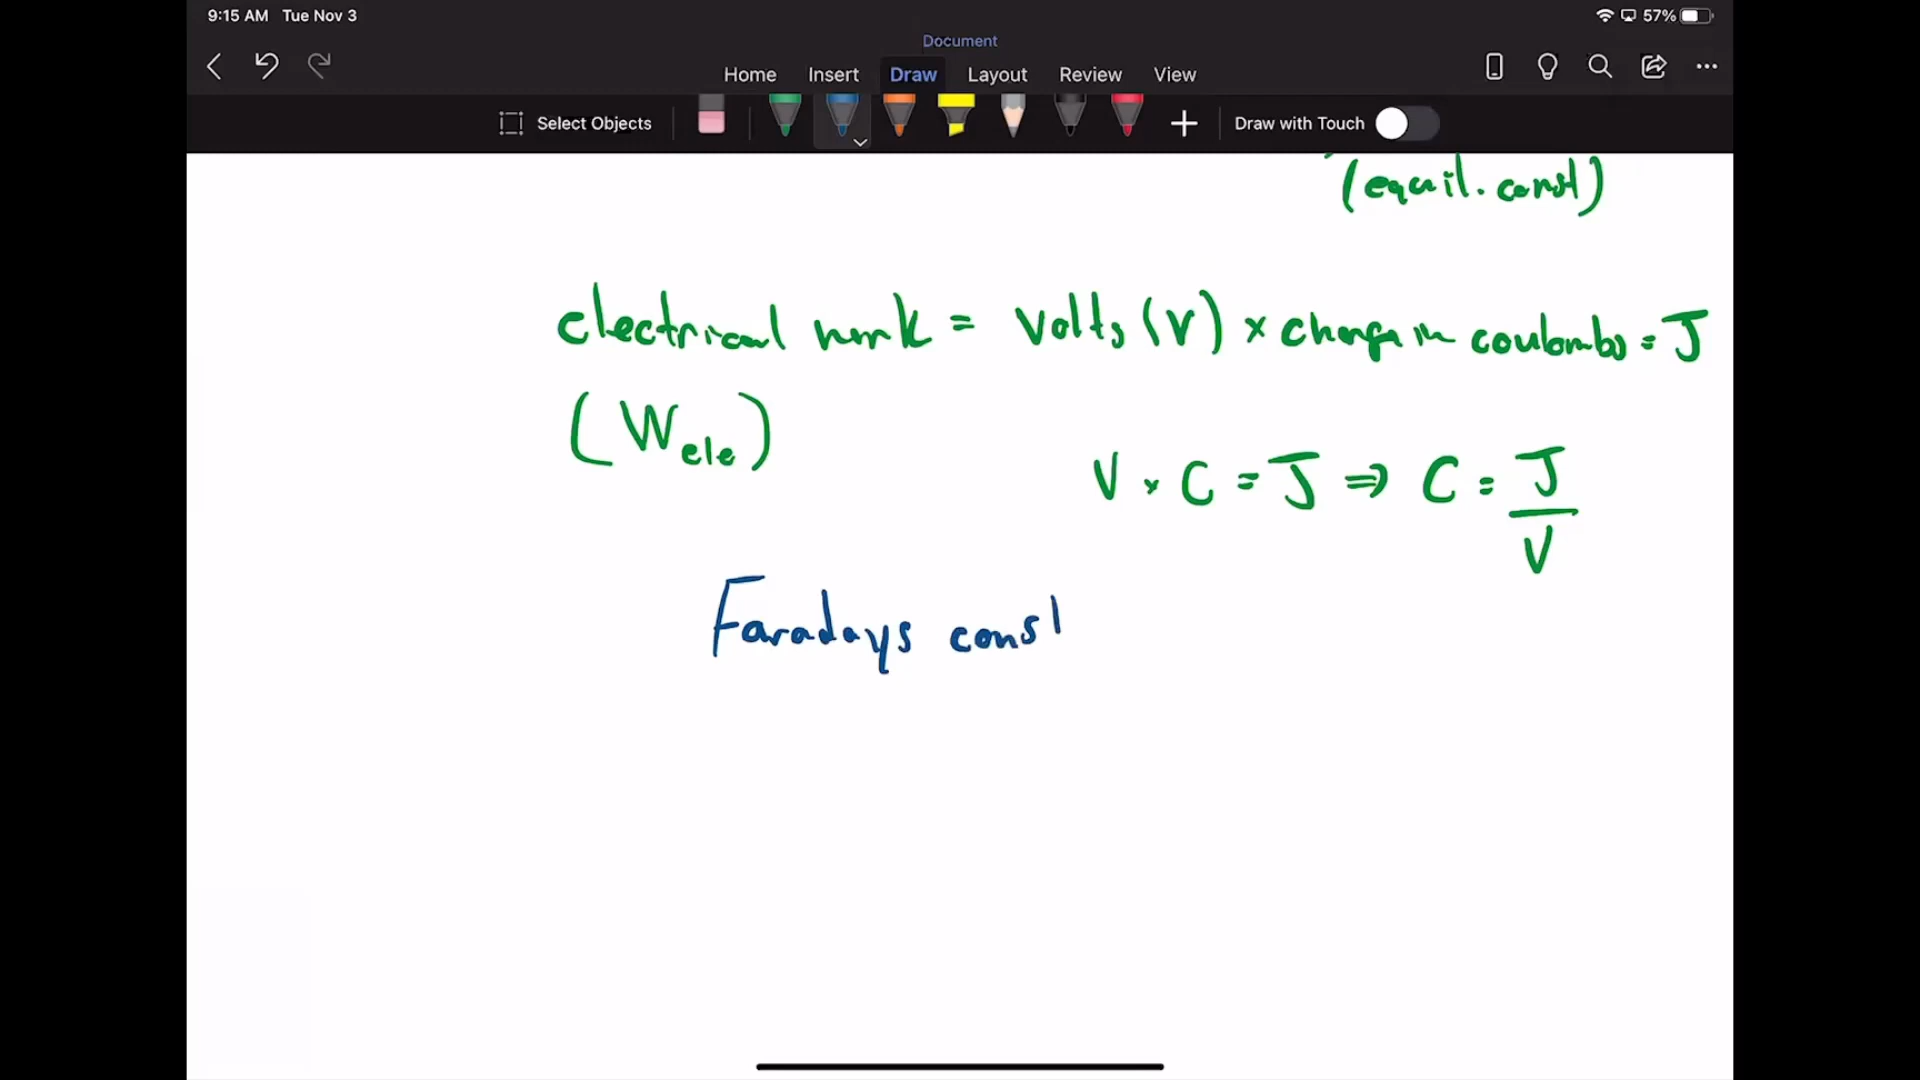 9:15 AM Tue Nov 3 57%
Document
Home Insert Draw Layout Review View
Select Objects Draw with Touch
(equil. const)
electrical work = volts (V) × charge in coulombs = J
(W ele)
V × C = J ⇒ C = J / V
Faradays const